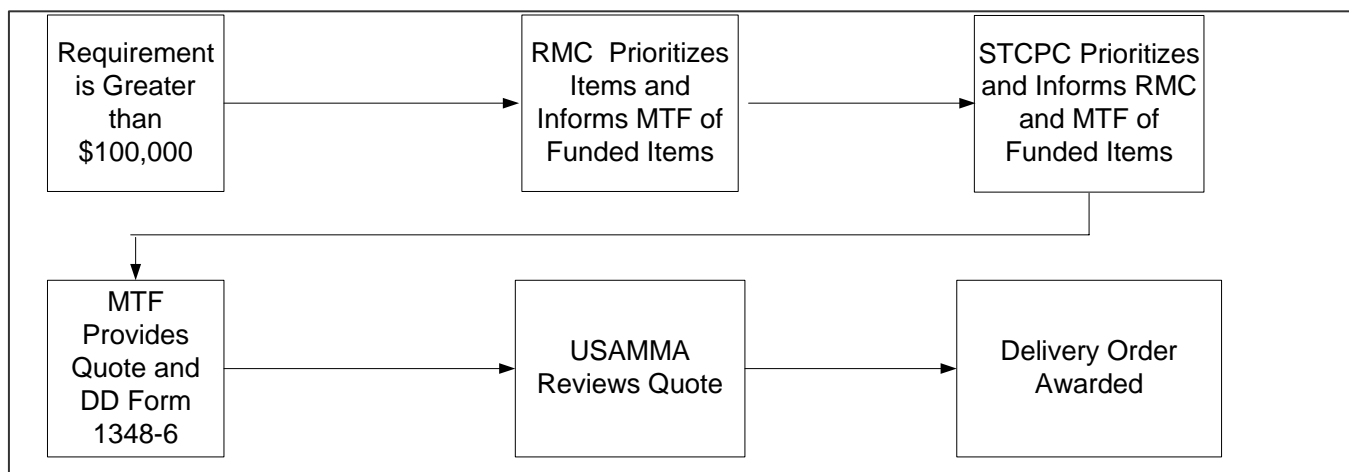 Requirement
is Greater
than
$100,000
RMC Prioritizes
Items and
Informs MTF of
Funded Items
STCPC Prioritizes
and Informs RMC
and MTF of
Funded Items
MTF
Provides
Quote and
DD Form
1348-6
USAMMA
Reviews Quote
Delivery Order
Awarded